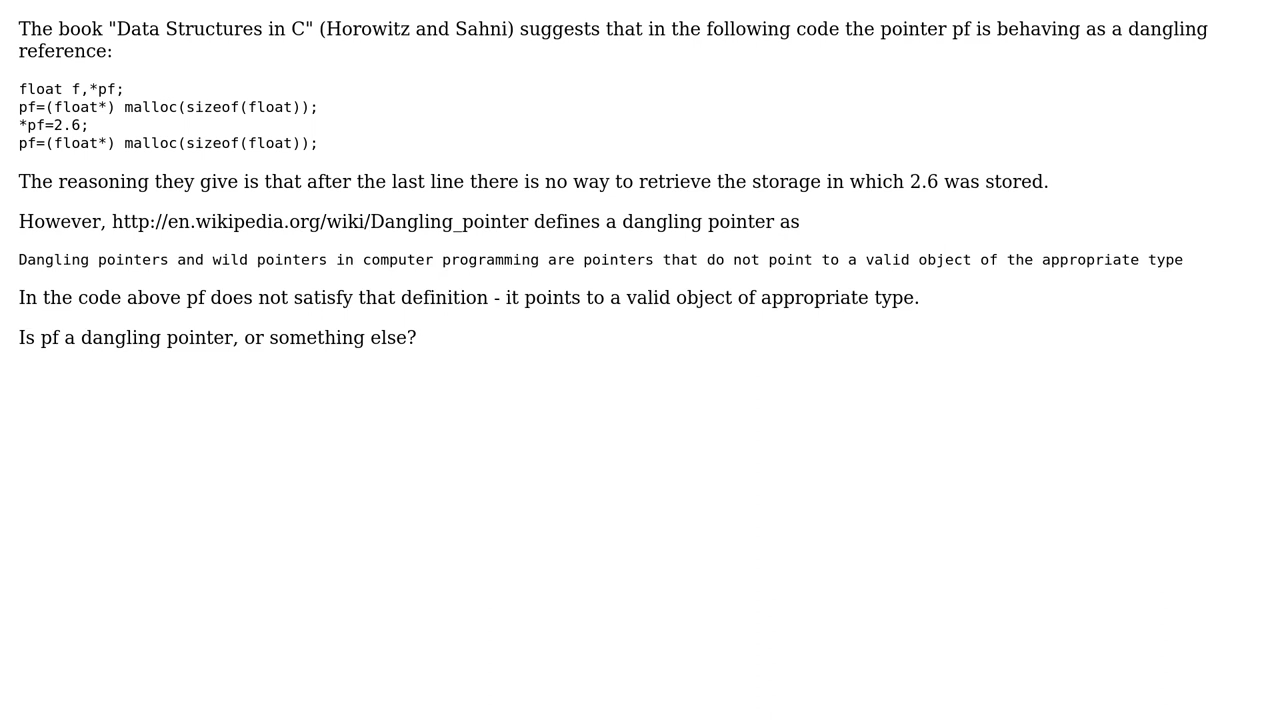 The book "Data Structures in C" (Horowitz and Sahni) suggests that in the following code the pointer pf is behaving as a dangling
reference:
float f,*pf;
pf=(float*) malloc(sizeof(float));
*pf=2.6;
pf=(float*) malloc(sizeof(float));
The reasoning they give is that after the last line there is no way to retrieve the storage in which 2.6 was stored.
However, http://en.wikipedia.org/wiki/Dangling_pointer defines a dangling pointer as
Dangling pointers and wild pointers in computer programming are pointers that do not point to a valid object of the appropriate type
In the code above pf does not satisfy that definition - it points to a valid object of appropriate type.
Is pf a dangling pointer, or something else?